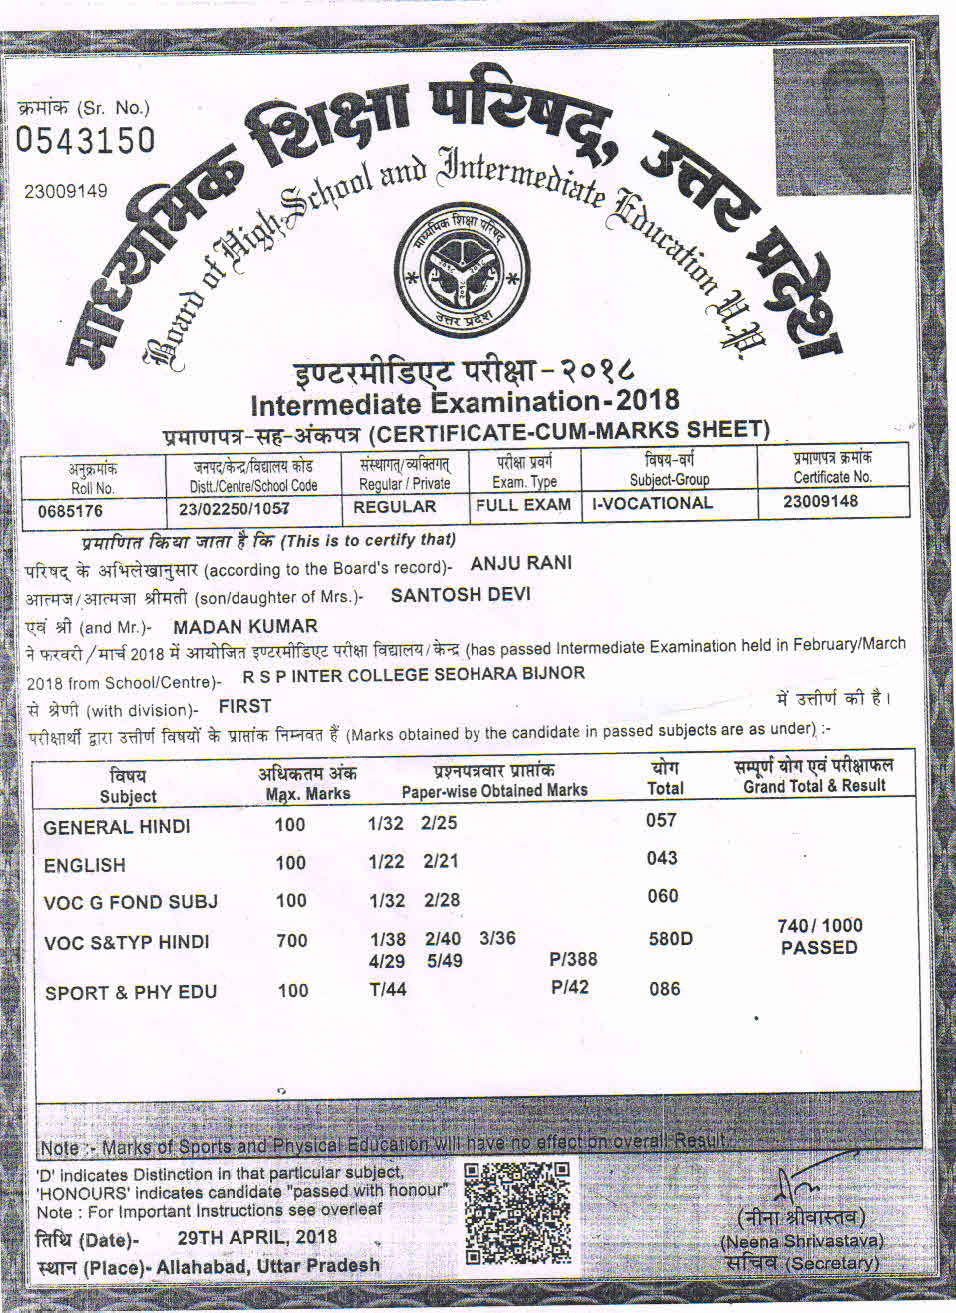 क्रमांक (Sr. No.)
0543150
23009149
माध्यमिक शिक्षा परिषद्, उत्तर प्रदेश
Board of High School and Intermediate Education U.P.
माध्यमिक शिक्षा परिषद्
उत्तर प्रदेश
इण्टरमीडिएट परीक्षा-२०१८
Intermediate Examination-2018
प्रमाणपत्र-सह-अंकपत्र (CERTIFICATE-CUM-MARKS SHEET)
अनुक्रमांक जनपद/केन्द्र/विद्यालय कोड संस्थागत्/व्यक्तिगत् परीक्षा प्रवर्ग विषय-वर्ग प्रमाणपत्र क्रमांक
Roll No. Distt./Centre/School Code Regular / Private Exam. Type Subject-Group Certificate No.
0685176 23/02250/1057 REGULAR FULL EXAM I-VOCATIONAL 23009148
प्रमाणित किया जाता है कि (This is to certify that)
परिषद् के अभिलेखानुसार (according to the Board's record)- ANJU RANI
आत्मज/आत्मजा श्रीमती (son/daughter of Mrs.)- SANTOSH DEVI
एवं श्री (and Mr.)- MADAN KUMAR
ने फरवरी/मार्च 2018 में आयोजित इण्टरमीडिएट परीक्षा विद्यालय/केन्द्र (has passed Intermediate Examination held in February/March
2018 from School/Centre)- R S P INTER COLLEGE SEOHARA BIJNOR
से श्रेणी (with division)- FIRST में उत्तीर्ण की है।
परीक्षार्थी द्वारा उत्तीर्ण विषयों के प्राप्तांक निम्नवत हैं (Marks obtained by the candidate in passed subjects are as under) :-
विषय अधिकतम अंक प्रश्नपत्रवार प्राप्तांक योग सम्पूर्ण योग एवं परीक्षाफल
Subject Max. Marks Paper-wise Obtained Marks Total Grand Total & Result
GENERAL HINDI 100 1/32 2/25 057
ENGLISH 100 1/22 2/21 043
VOC G FOND SUBJ 100 1/32 2/28 060
VOC S&TYP HINDI 700 1/38 2/40 3/36 580D 740/ 1000
4/29 5/49 P/388 PASSED
SPORT & PHY EDU 100 T/44 P/42 086
Note :- Marks of Sports and Physical Education will have no effect on overall Result.
'D' indicates Distinction in that particular subject,
'HONOURS' indicates candidate "passed with honour"
Note : For Important Instructions see overleaf
तिथि (Date)- 29TH APRIL, 2018
स्थान (Place)- Allahabad, Uttar Pradesh
(नीना श्रीवास्तव)
(Neena Shrivastava)
सचिव (Secretary)